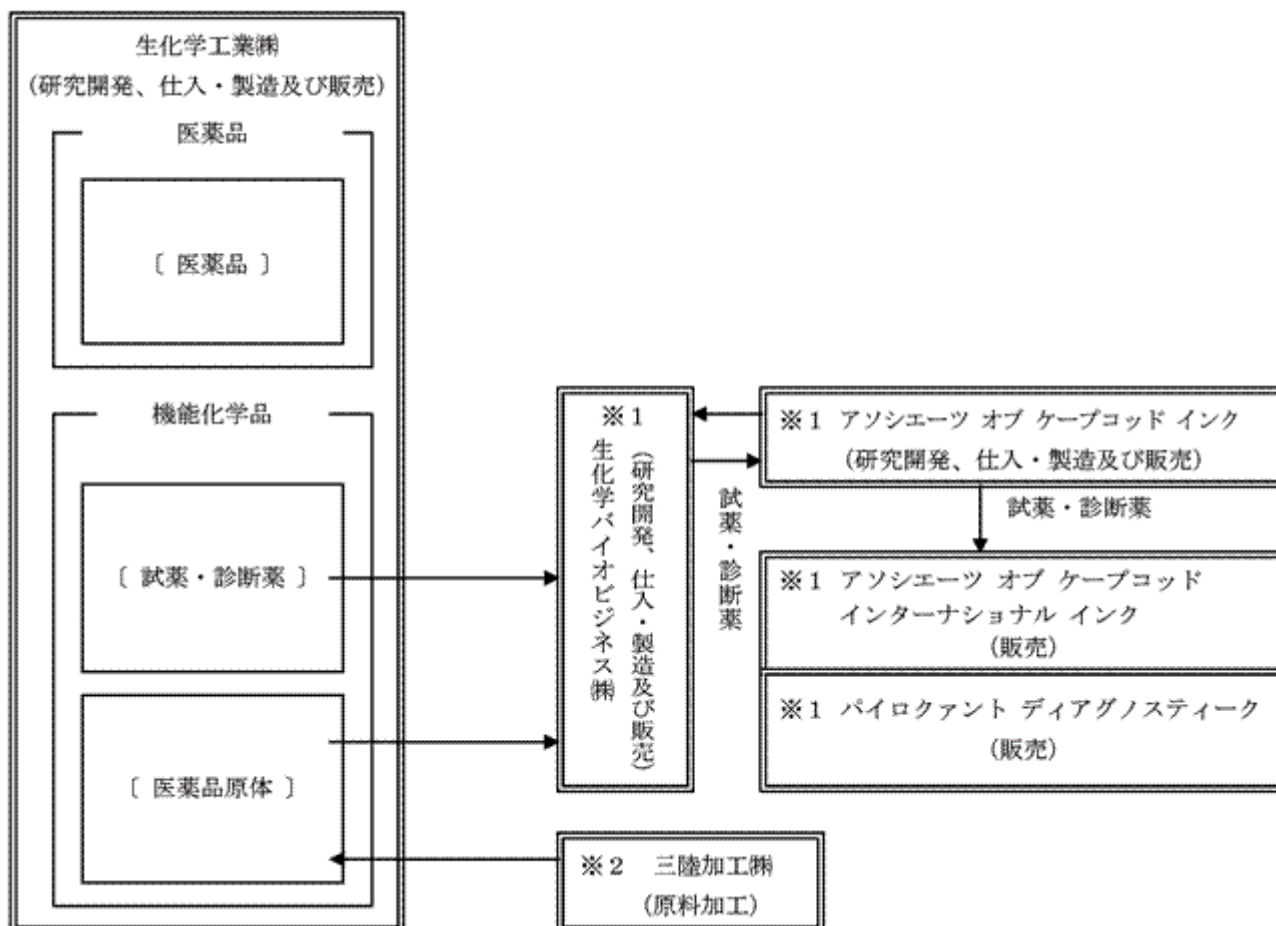 生化学工業㈱
(研究開発、仕入・製造及び販売)
医薬品
〔 医薬品 〕
機能化学品
〔 試薬・診断薬 〕
〔 医薬品原体 〕
※1
生化学バイオビジネス㈱
(研究開発、仕入・製造及び販売)
試薬・診断薬
※1 アソシエーツ オブ ケープコッド インク
(研究開発、仕入・製造及び販売)
試薬・診断薬
※1 アソシエーツ オブ ケープコッド
インターナショナル インク
(販売)
※1 パイロクァント ディアグノスティーク
(販売)
※2 三陸加工㈱
(原料加工)